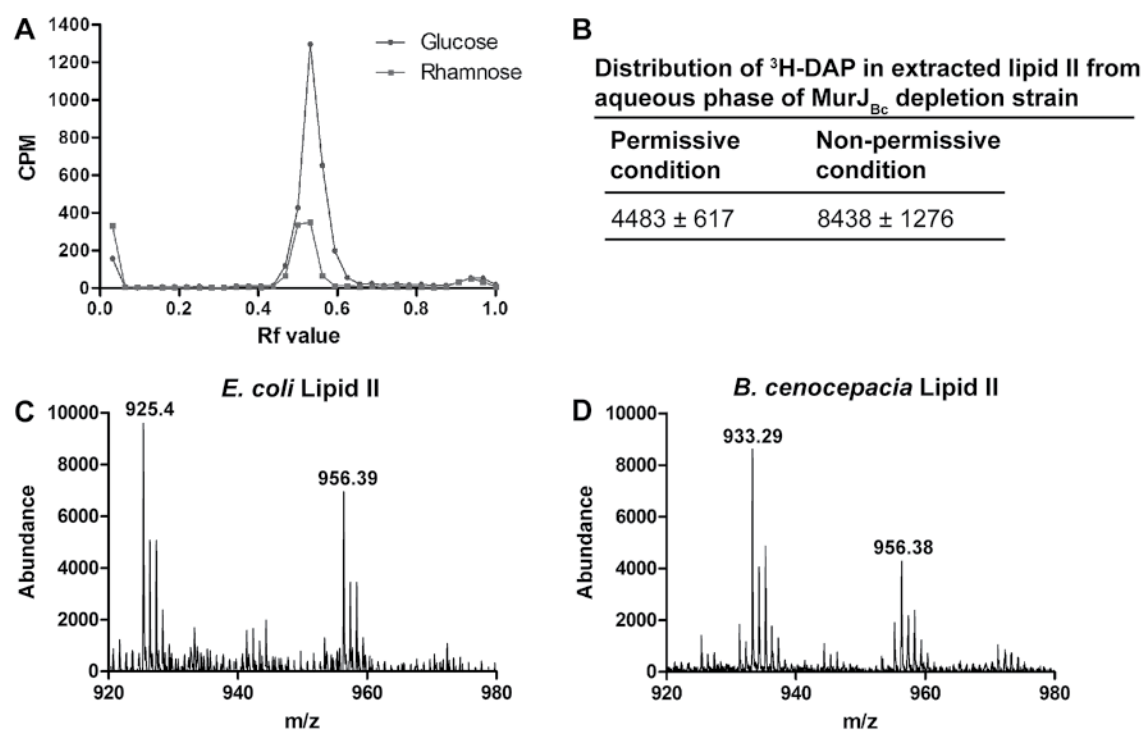 A
1400
1200
1000
800
600
400
200
0
CPM
0.0 0.2 0.4 0.6 0.8 1.0
Rf value
Glucose
Rhamnose
B
Distribution of ³H-DAP in extracted lipid II from
aqueous phase of MurJBc depletion strain
Permissive condition
Non-permissive condition
4483 ± 617 8438 ± 1276
C
E. coli Lipid II
10000
8000
6000
4000
2000
0
Abundance
925.4
956.39
920 940 960 980
m/z
D
B. cenocepacia Lipid II
10000
8000
6000
4000
2000
0
Abundance
933.29
956.38
920 940 960 980
m/z